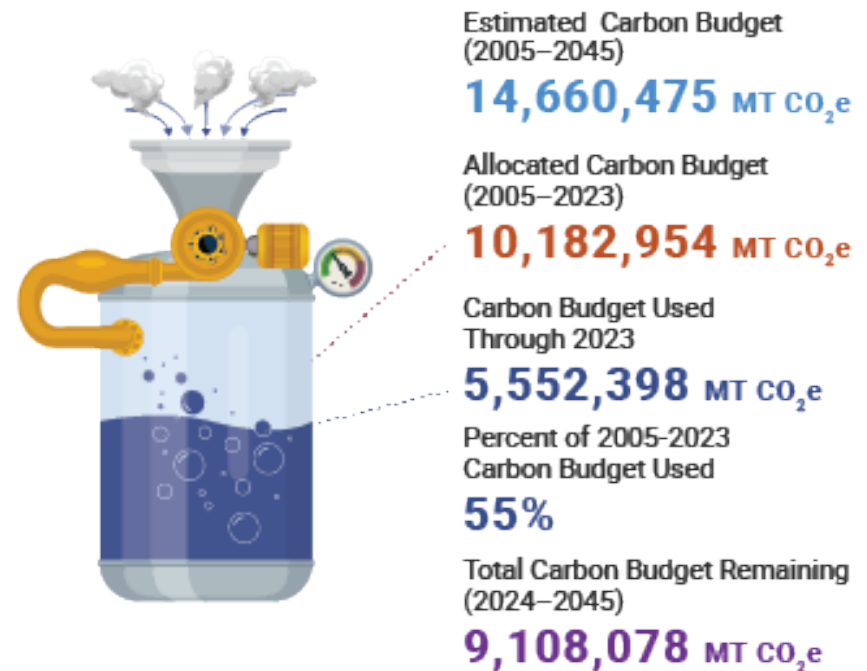 Estimated Carbon Budget
(2005–2045)
14,660,475 MT CO₂e
Allocated Carbon Budget
(2005–2023)
10,182,954 MT CO₂e
Carbon Budget Used
Through 2023
5,552,398 MT CO₂e
Percent of 2005-2023
Carbon Budget Used
55%
Total Carbon Budget Remaining
(2024–2045)
9,108,078 MT CO₂e